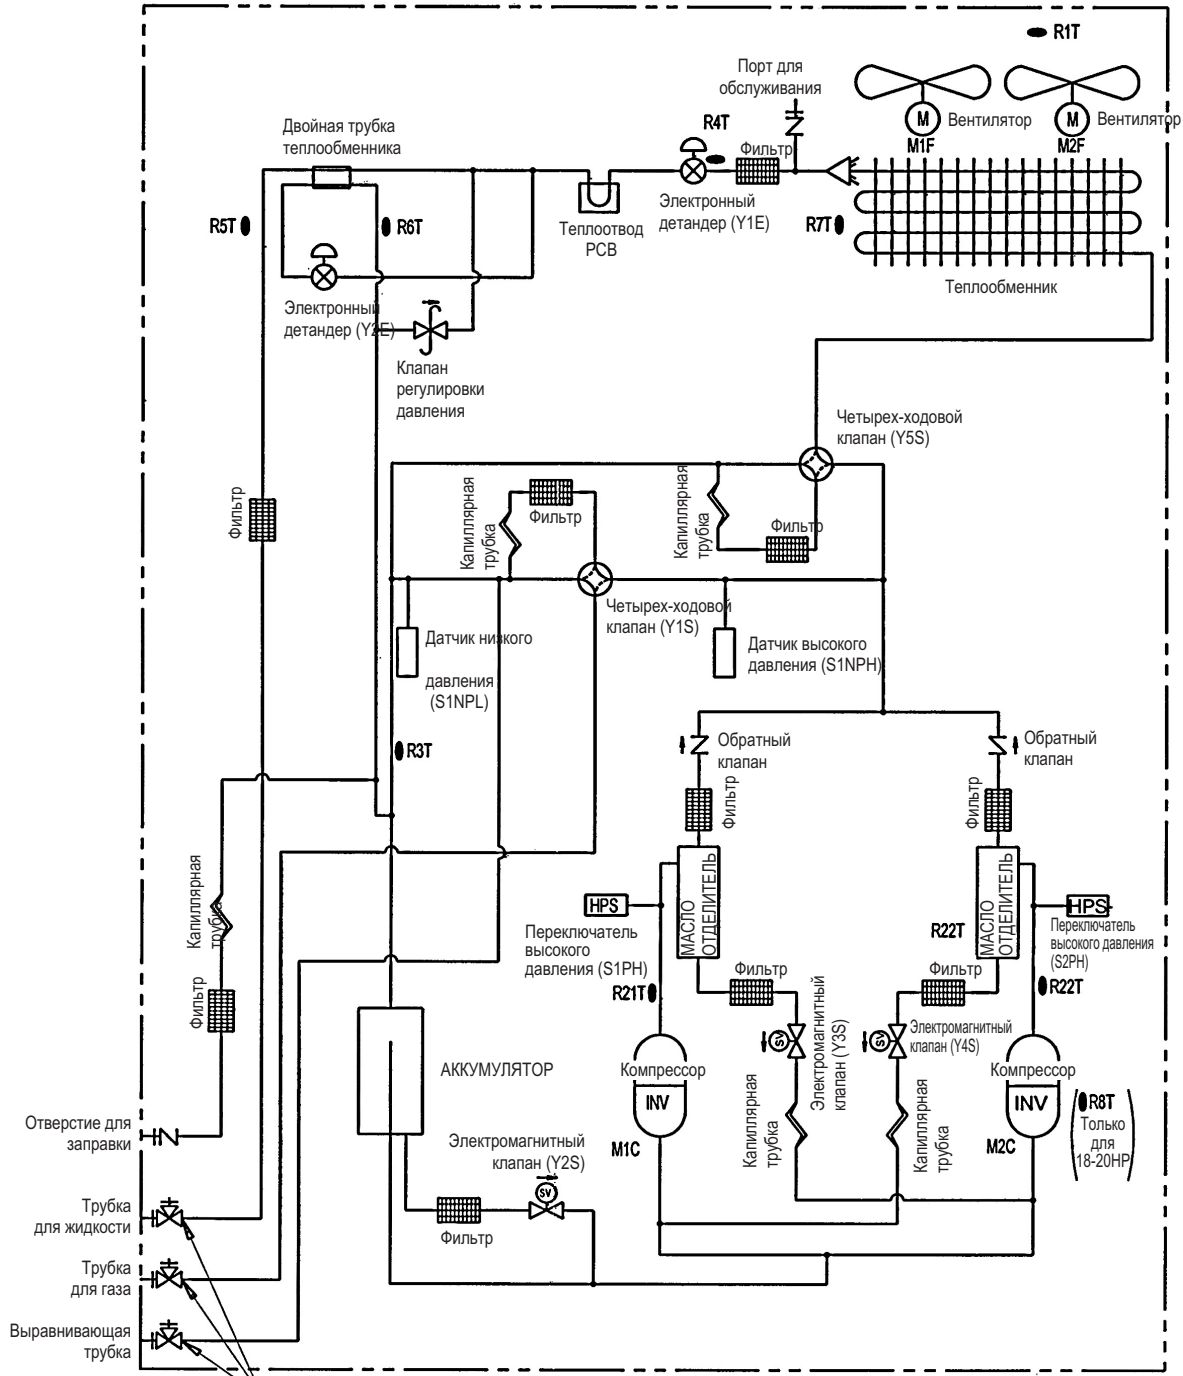 R1T
Порт для
обслуживания
M
Вентилятор
M
Вентилятор
M1F
M2F
Двойная трубка
теплообменника
R4T
Фильтр
R5T
R6T
Теплоотвод
PCB
Электронный
детандер (Y1E)
R7T
Теплообменник
Электронный
детандер (Y2E)
Клапан
регулировки
давления
Четырех-ходовой
клапан (Y5S)
Фильтр
Капиллярная
трубка
Фильтр
Капиллярная
трубка
Фильтр
Четырех-ходовой
клапан (Y1S)
Датчик низкого
давления
(S1NPL)
Датчик высокого
давления (S1NPH)
R3T
Обратный
клапан
Обратный
клапан
Фильтр
Фильтр
Капиллярная
трубка
МАСЛО
ОТДЕЛИТЕЛЬ
МАСЛО
ОТДЕЛИТЕЛЬ
HPS
HPS
Переключатель
высокого
давления (S1PH)
R22T
Переключатель
высокого давления
(S2PH)
Фильтр
R21T
Фильтр
Фильтр
R22T
SV
Электромагнитный
клапан (Y3S)
SV
Электромагнитный
клапан (Y4S)
АККУМУЛЯТОР
Компрессор
INV
M1C
Компрессор
INV
M2C
R8T
Только
для
18-20HP
Капиллярная
трубка
Капиллярная
трубка
Отверстие для
заправки
Электромагнитный
клапан (Y2S)
SV
Фильтр
Трубка
для жидкости
Трубка
для газа
Выравнивающая
трубка